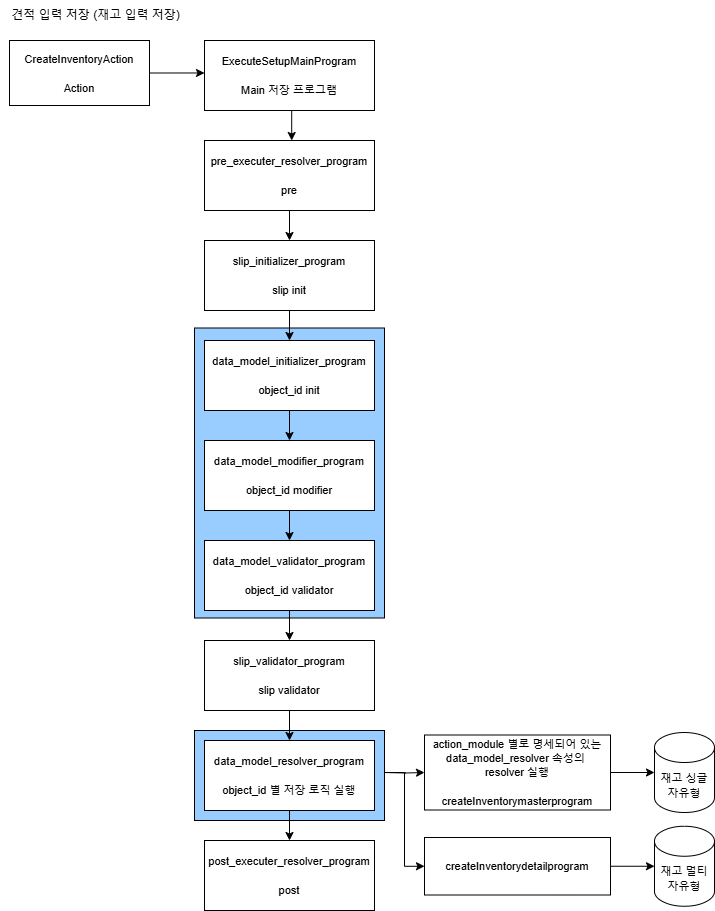 견적 입력 저장 (재고 입력 저장)
CreateInventoryAction
Action
ExecuteSetupMainProgram
Main 저장 프로그램
pre_executer_resolver_program
pre
slip_initializer_program
slip init
data_model_initializer_program
object_id init
data_model_modifier_program
object_id modifier
data_model_validator_program
object_id validator
slip_validator_program
slip validator
data_model_resolver_program
object_id 별 저장 로직 실행
action_module 별로 명세되어 있는
data_model_resolver 속성의
resolver 실행
createInventorymasterprogram
재고 싱글
자유형
createInventorydetailprogram
재고 멀티
자유형
post_executer_resolver_program
post